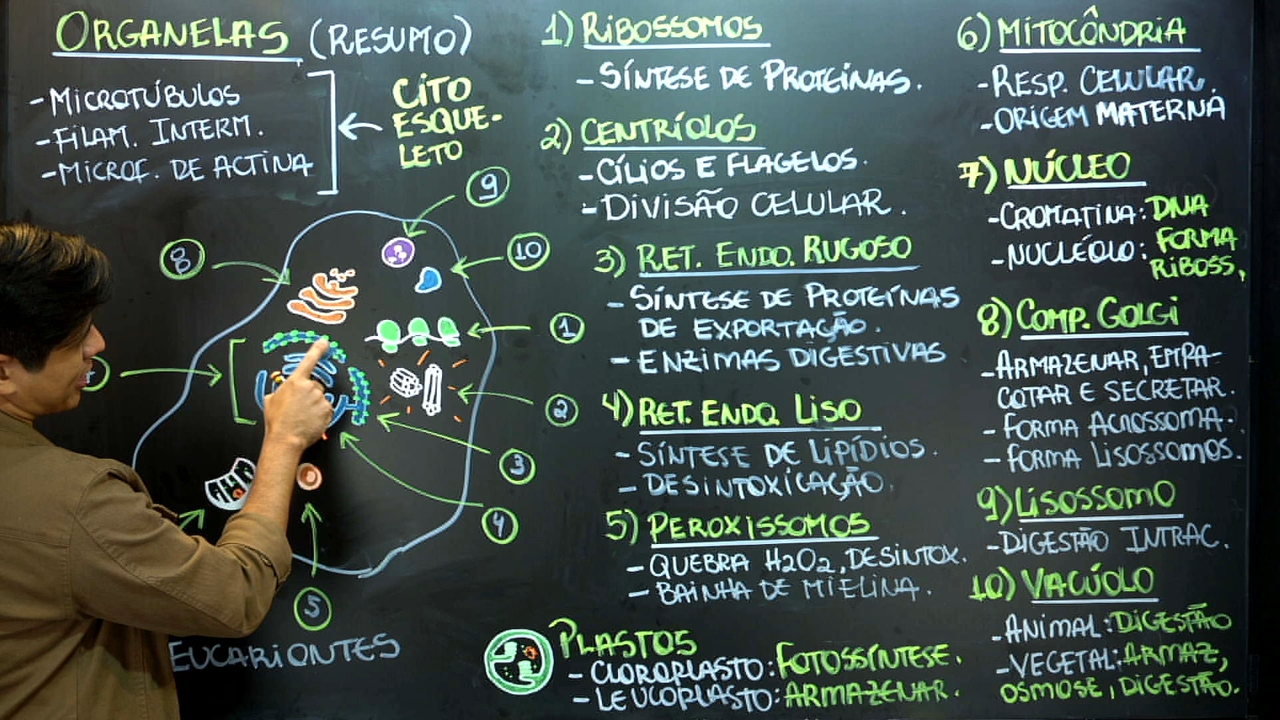 ORGANELAS (RESUMO)
- MICROTÚBULOS
- FILAM. INTERM.
- MICROF. DE ACTINA
CITO
ESQUE-
LETO
9
8
10
1
2
3
4
5
EUCARIONTES
1) RIBOSSOMOS
- SÍNTESE DE PROTEÍNAS.
2) CENTRÍOLOS
- CÍLIOS E FLAGELOS.
- DIVISÃO CELULAR.
3) RET. ENDO. RUGOSO
- SÍNTESE DE PROTEÍNAS
DE EXPORTAÇÃO.
- ENZIMAS DIGESTIVAS
4) RET. ENDO. LISO
- SÍNTESE DE LIPÍDIOS.
- DESINTOXICAÇÃO.
5) PEROXISSOMOS
- QUEBRA H2O2, DESINTOX.
- BAINHA DE MIELINA.
PLASTOS
- CLOROPLASTO: FOTOSSÍNTESE.
- LEUCOPLASTO: ARMAZENAR.
6) MITOCÔNDRIA
- RESP. CELULAR.
- ORIGEM MATERNA
7) NÚCLEO
- CROMATINA: DNA
- NUCLÉOLO: FORMA
RIBOSS.
8) COMP. GOLGI
- ARMAZENAR, EMPA-
COTAR E SECRETAR.
- FORMA ACROSSOMA.
- FORMA LISOSSOMOS.
9) LISOSSOMO
- DIGESTÃO INTRAC.
10) VACÚOLO
- ANIMAL: DIGESTÃO
- VEGETAL: ARMAZ,
OSMOSE, DIGESTÃO.